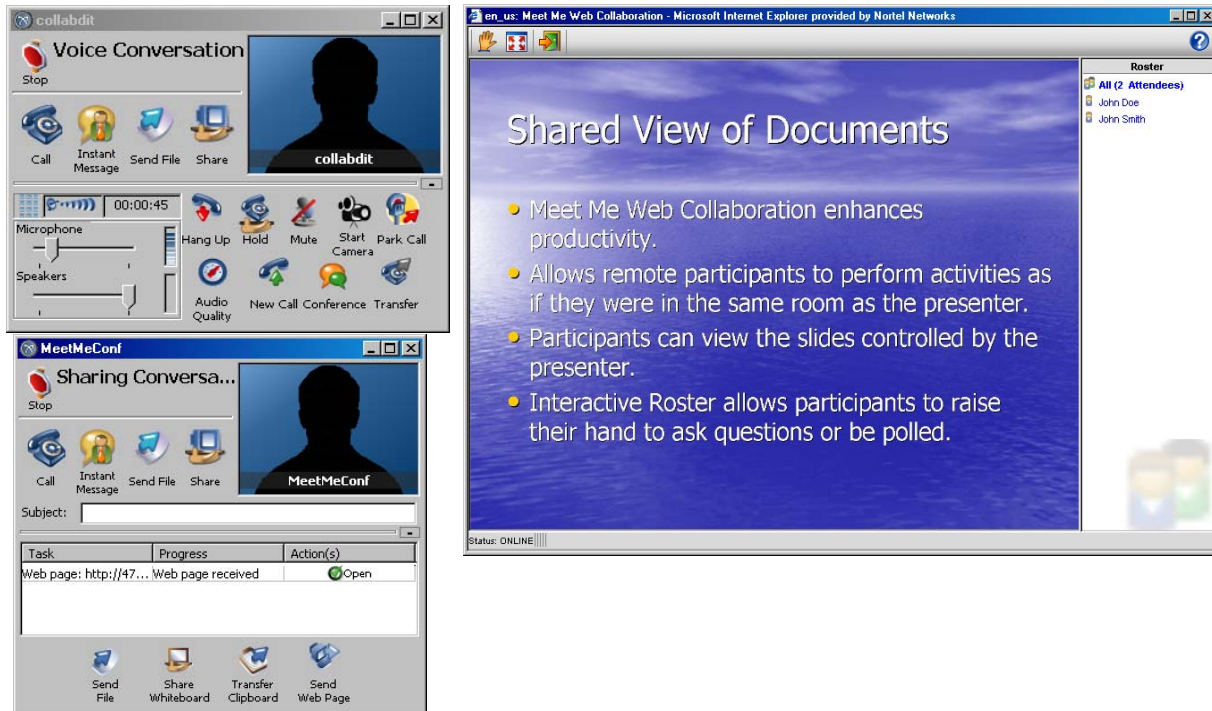 collabdit
Voice Conversation
Stop
Call
Instant
Message
Send File
Share
collabdit
00:00:45
Microphone
Speakers
Hang Up
Hold
Mute
Start
Camera
Park Call
Audio
Quality
New Call
Conference
Transfer
MeetMeConf
Sharing Conversa...
Stop
Call
Instant
Message
Send File
Share
MeetMeConf
Subject:
Task
Progress
Action(s)
Web page: http://47...
Web page received
Open
Send
File
Share
Whiteboard
Transfer
Clipboard
Send
Web Page
en_us: Meet Me Web Collaboration - Microsoft Internet Explorer provided by Nortel Networks
Shared View of Documents
• Meet Me Web Collaboration enhances
productivity.
• Allows remote participants to perform activities as
if they were in the same room as the presenter.
• Participants can view the slides controlled by the
presenter.
• Interactive Roster allows participants to raise
their hand to ask questions or be polled.
Roster
All (2 Attendees)
John Doe
John Smith
Status: ONLINE